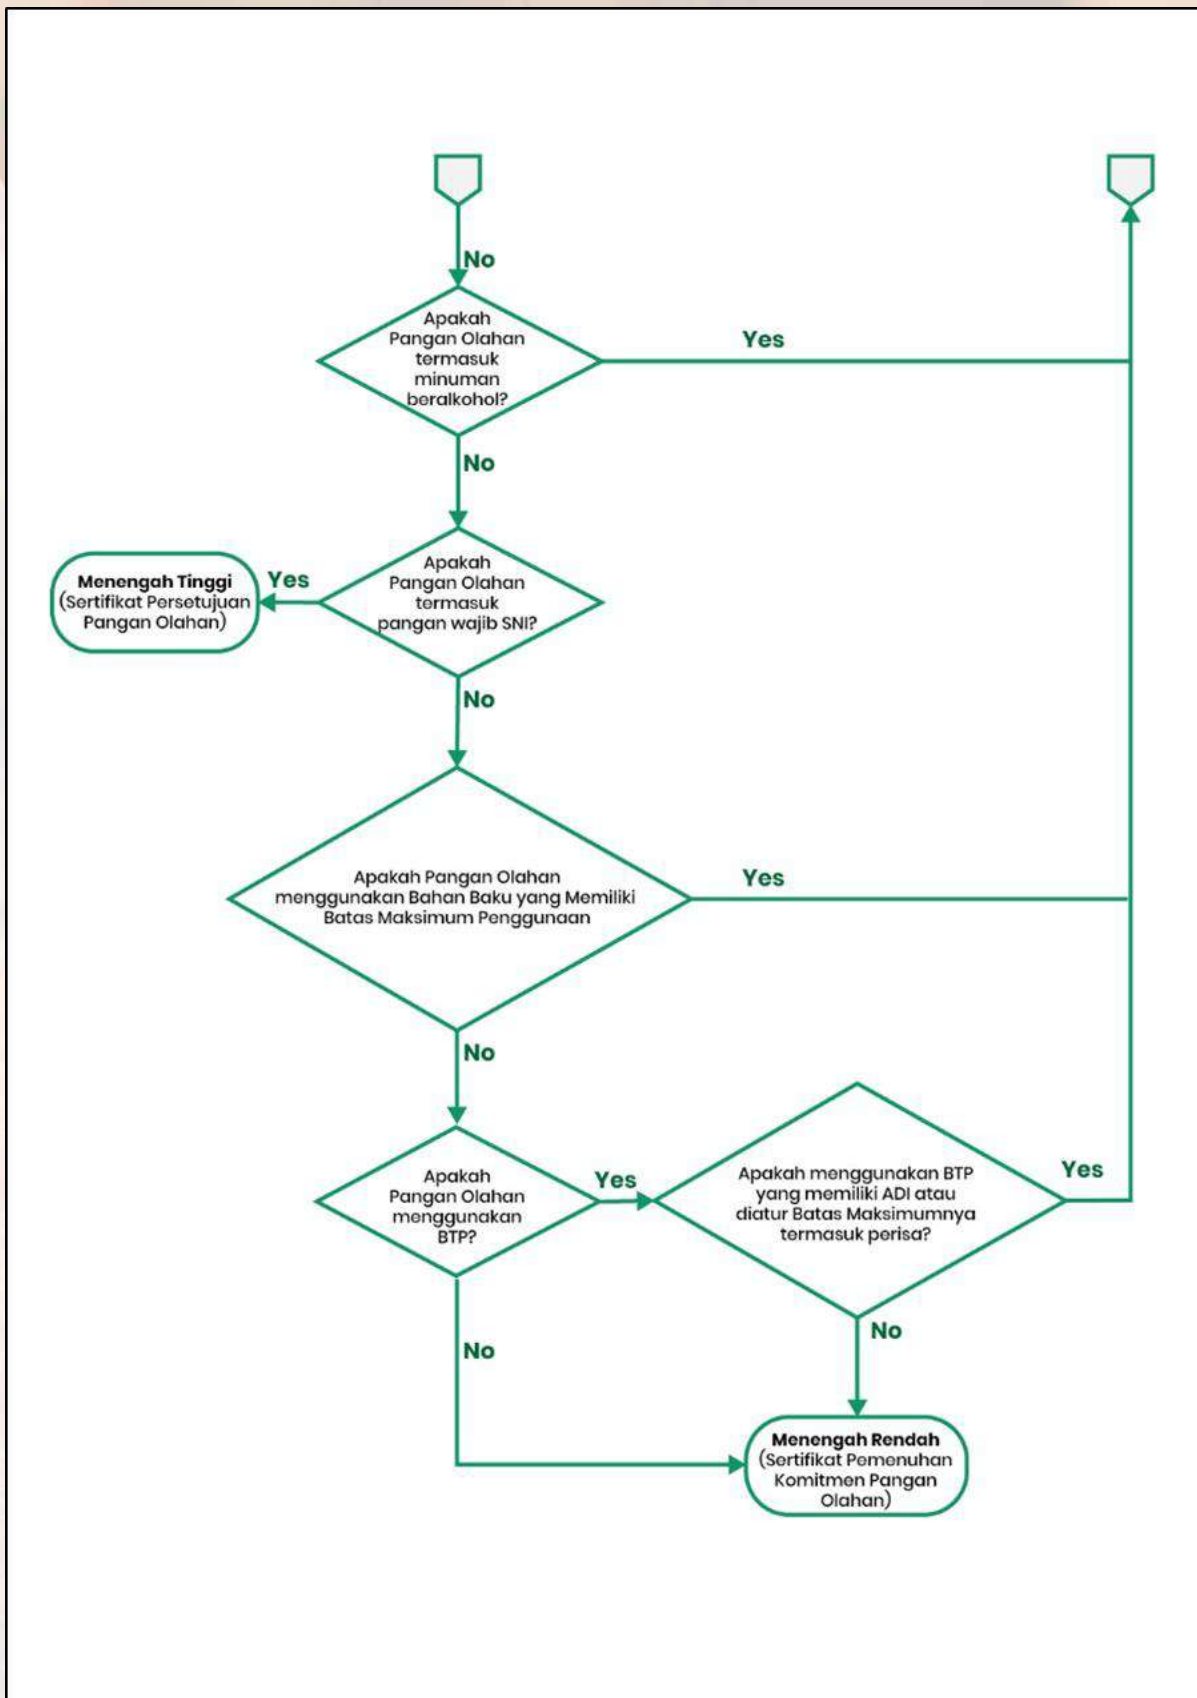 No
Apakah
Pangan Olahan
termasuk
minuman
beralkohol?
Yes
No
Menengah Tinggi
(Sertifikat Persetujuan
Pangan Olahan)
Yes
Apakah
Pangan Olahan
termasuk
pangan wajib SNI?
No
Apakah Pangan Olahan
menggunakan Bahan Baku yang Memiliki
Batas Maksimum Penggunaan
Yes
No
Apakah
Pangan Olahan
menggunakan
BTP?
Yes
Apakah menggunakan BTP
yang memiliki ADI atau
diatur Batas Maksimumnya
termasuk perisa?
Yes
No
No
Menengah Rendah
(Sertifikat Pemenuhan
Komitmen Pangan
Olahan)